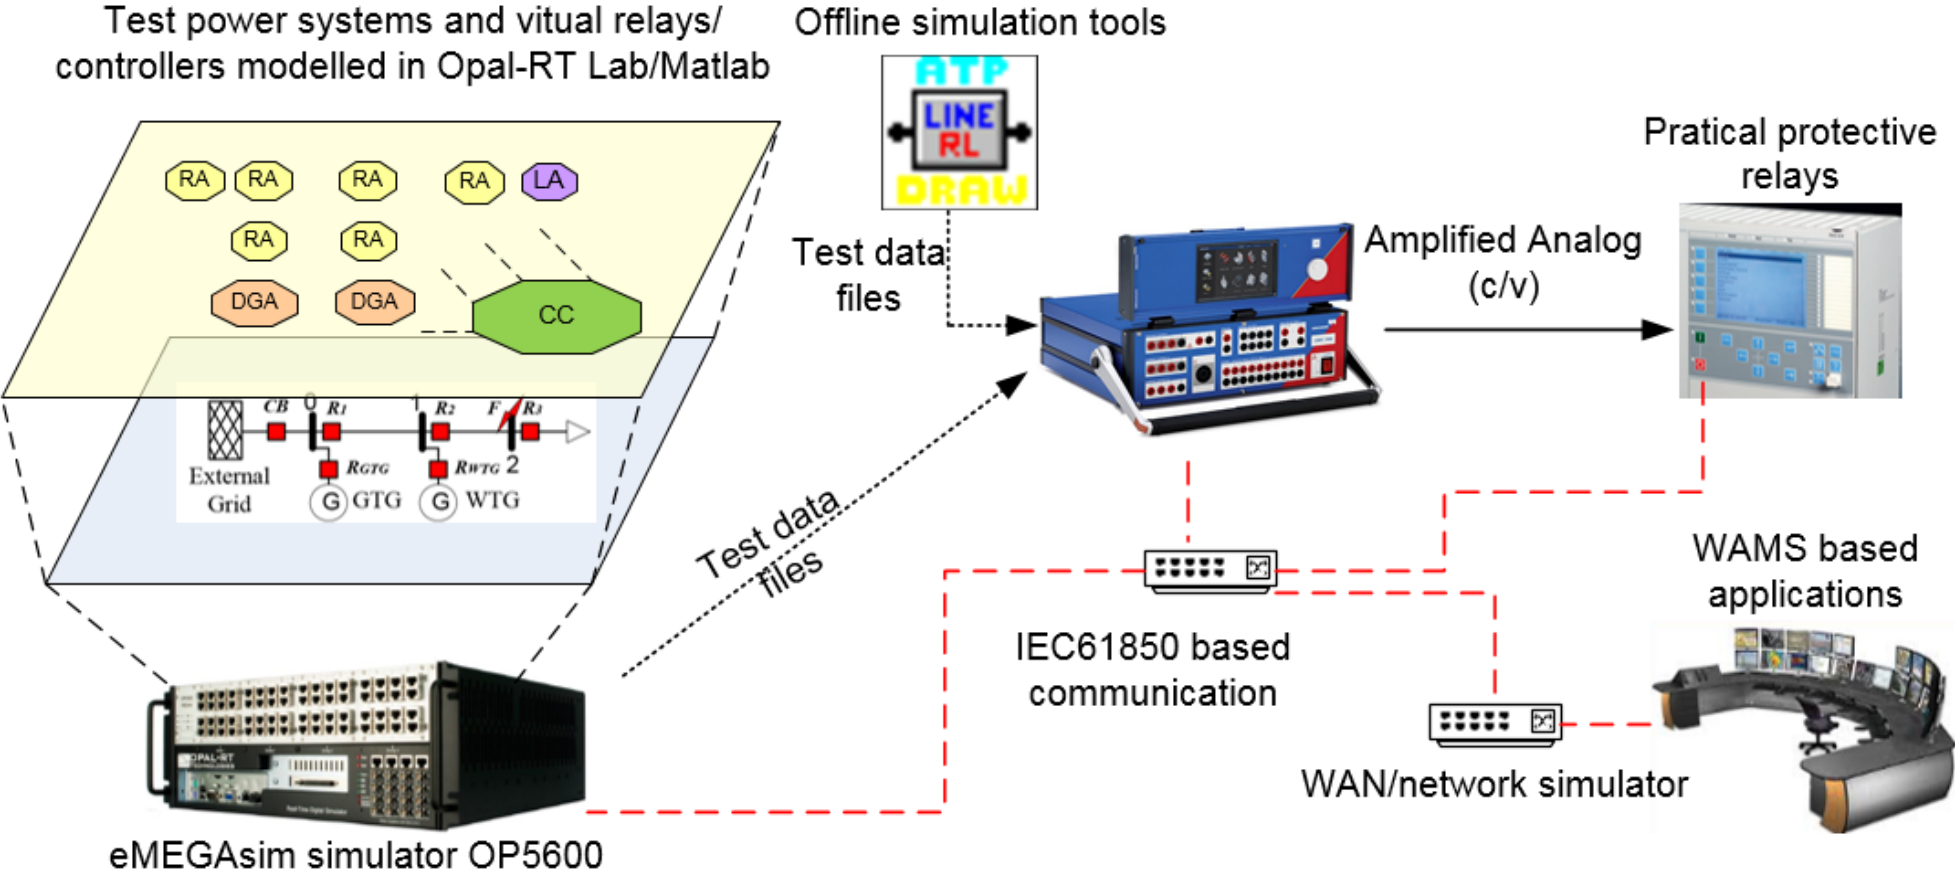 Test power systems and vitual relays/
controllers modelled in Opal-RT Lab/Matlab
Offline simulation tools
ATP
LINE
RL
DRAW
Pratical protective
relays
RA RA RA RA LA
RA RA
DGA DGA
CC
Test data
files
Amplified Analog
(c/v)
CB 0 R1 1 R2 F R3
RGTG RWTG 2
External
Grid
G GTG G WTG
Test data
files
WAMS based
applications
IEC61850 based
communication
WAN/network simulator
OPAL-RT
TECHNOLOGIES
eMEGAsim simulator OP5600